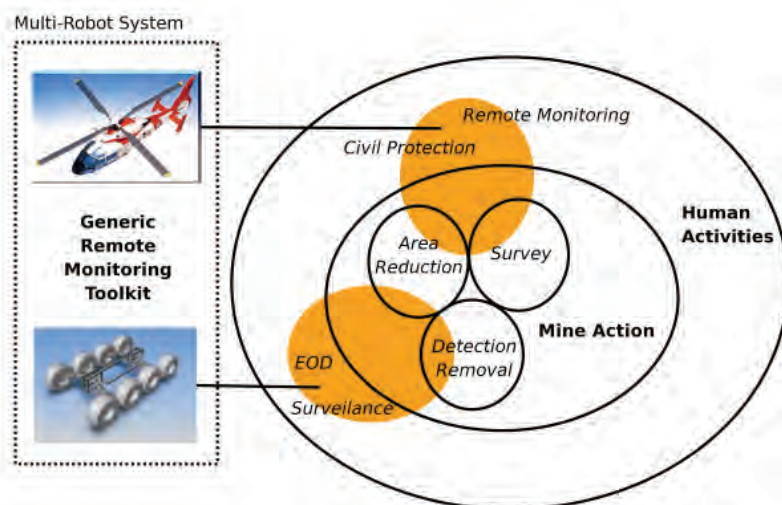 Multi-Robot System
Generic
Remote
Monitoring
Toolkit
Remote Monitoring
Civil Protection
Human
Activities
Area
Reduction
Survey
Mine Action
Detection
Removal
EOD
Surveilance